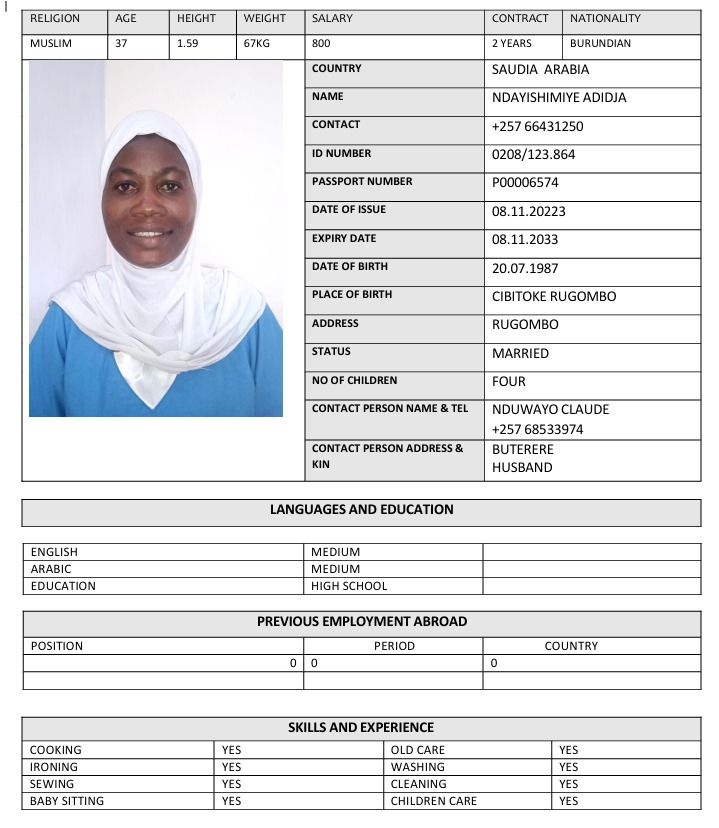 RELIGION AGE HEIGHT WEIGHT SALARY CONTRACT NATIONALITY
MUSLIM 37 1.59 67KG 800 2 YEARS BURUNDIAN
COUNTRY SAUDIA ARABIA
NAME NDAYISHIMIYE ADIDJA
CONTACT +257 66431250
ID NUMBER 0208/123.864
PASSPORT NUMBER P00006574
DATE OF ISSUE 08.11.20223
EXPIRY DATE 08.11.2033
DATE OF BIRTH 20.07.1987
PLACE OF BIRTH CIBITOKE RUGOMBO
ADDRESS RUGOMBO
STATUS MARRIED
NO OF CHILDREN FOUR
CONTACT PERSON NAME & TEL NDUWAYO CLAUDE
+257 68533974
CONTACT PERSON ADDRESS & BUTERERE
KIN HUSBAND
LANGUAGES AND EDUCATION
ENGLISH MEDIUM
ARABIC MEDIUM
EDUCATION HIGH SCHOOL
PREVIOUS EMPLOYMENT ABROAD
POSITION PERIOD COUNTRY
0 0 0
SKILLS AND EXPERIENCE
COOKING YES OLD CARE YES
IRONING YES WASHING YES
SEWING YES CLEANING YES
BABY SITTING YES CHILDREN CARE YES